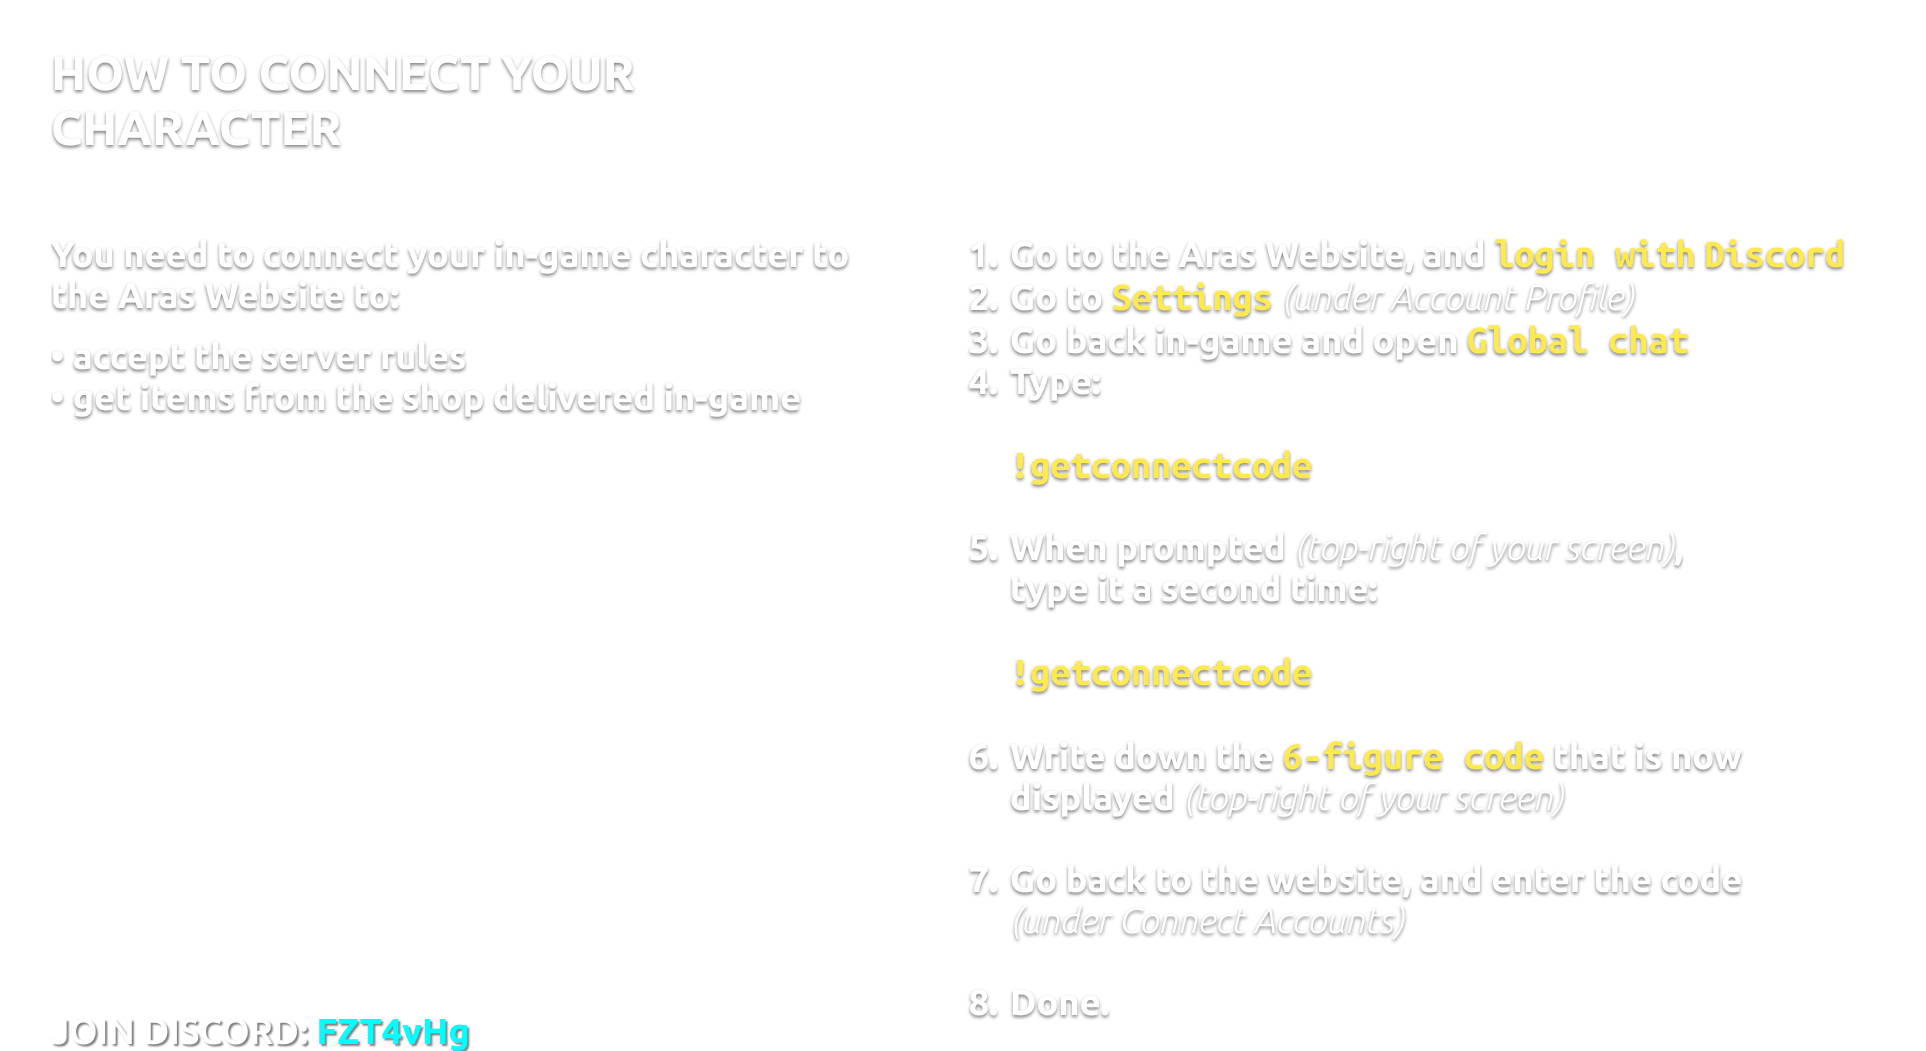 HOW TO CONNECT YOUR
CHARACTER
You need to connect your in-game character to
the Aras Website to:
• accept the server rules
• get items from the shop delivered in-game
JOIN DISCORD: FZT4vHg
1. Go to the Aras Website, and login with Discord
2. Go to Settings (under Account Profile)
3. Go back in-game and open Global chat
4. Type:
!getconnectcode
5. When prompted (top-right of your screen),
type it a second time:
!getconnectcode
6. Write down the 6-figure code that is now
displayed (top-right of your screen)
7. Go back to the website, and enter the code
(under Connect Accounts)
8. Done.